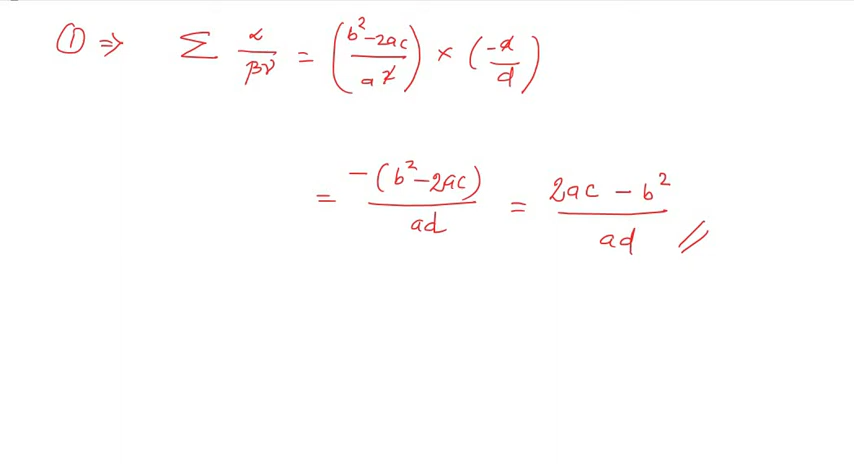 ① ⇒ Σ α/βγ = ((b² - 2ac)/a²) × (-a/d)
= -(b² - 2ac)/ad = (2ac - b²)/ad //